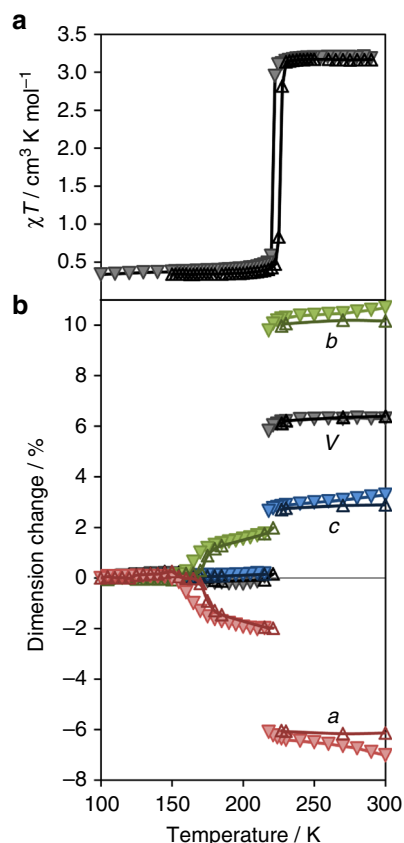 a
3.5
3.0
2.5
2.0
1.5
1.0
0.5
χT / cm³ K mol⁻¹
b
10
8
6
4
2
0
−2
−4
−6
−8
Dimension change / %
b
V
c
a
100 150 200 250 300
Temperature / K